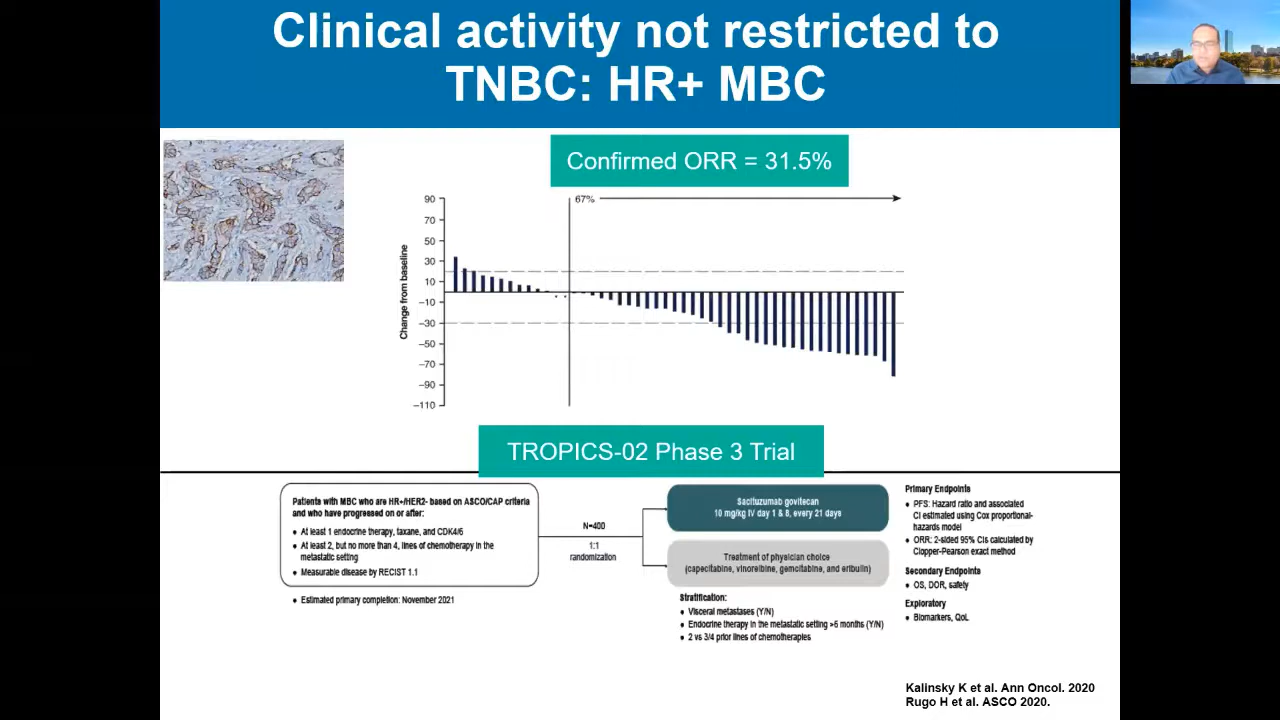 Clinical activity not restricted to
TNBC: HR+ MBC
Confirmed ORR = 31.5%
90
70
50
30
10
−10
−30
−50
−70
−90
−110
Change from baseline
67%
TROPICS-02 Phase 3 Trial
Patients with MBC who are HR+/HER2- based on ASCO/CAP criteria
and who have progressed on or after:
• At least 1 endocrine therapy, taxane, and CDK4/6
• At least 2, but no more than 4, lines of chemotherapy in the
metastatic setting
• Measurable disease by RECIST 1.1
• Estimated primary completion: November 2021
N=400
1:1
randomization
Sacituzumab govitecan
10 mg/kg IV day 1 & 8, every 21 days
Treatment of physician choice
(capecitabine, vinorelbine, gemcitabine, and eribulin)
Stratification:
• Visceral metastases (Y/N)
• Endocrine therapy in the metastatic setting >6 months (Y/N)
• 2 vs 3/4 prior lines of chemotherapies
Primary Endpoints
• PFS: Hazard ratio and associated
CI estimated using Cox proportional-
hazards model
• ORR: 2-sided 95% CIs calculated by
Clopper-Pearson exact method
Secondary Endpoints
• OS, DOR, safety
Exploratory
• Biomarkers, QoL
Kalinsky K et al. Ann Oncol. 2020
Rugo H et al. ASCO 2020.